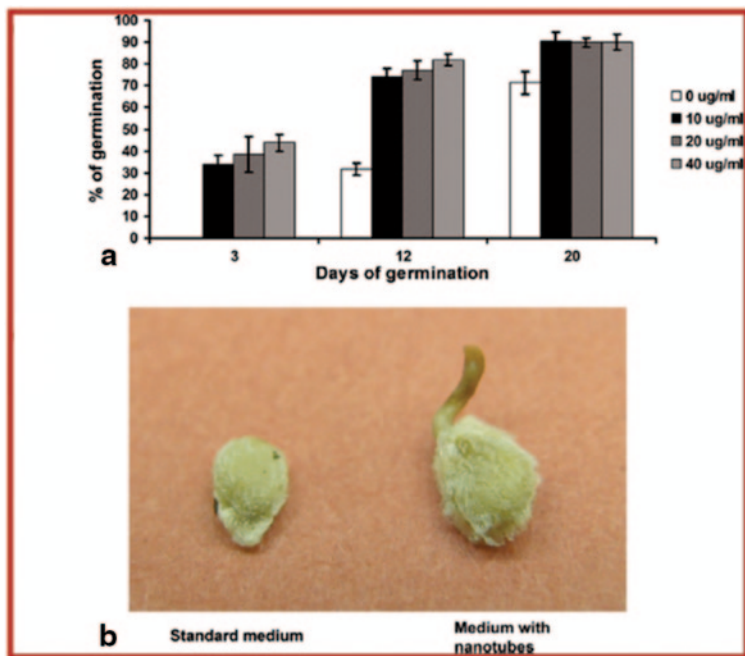 100
90
80
70
60
50
40
30
20
10
0
% of germination
3 12 20
Days of germination
0 ug/ml
10 ug/ml
20 ug/ml
40 ug/ml
a
b
Standard medium
Medium with
nanotubes